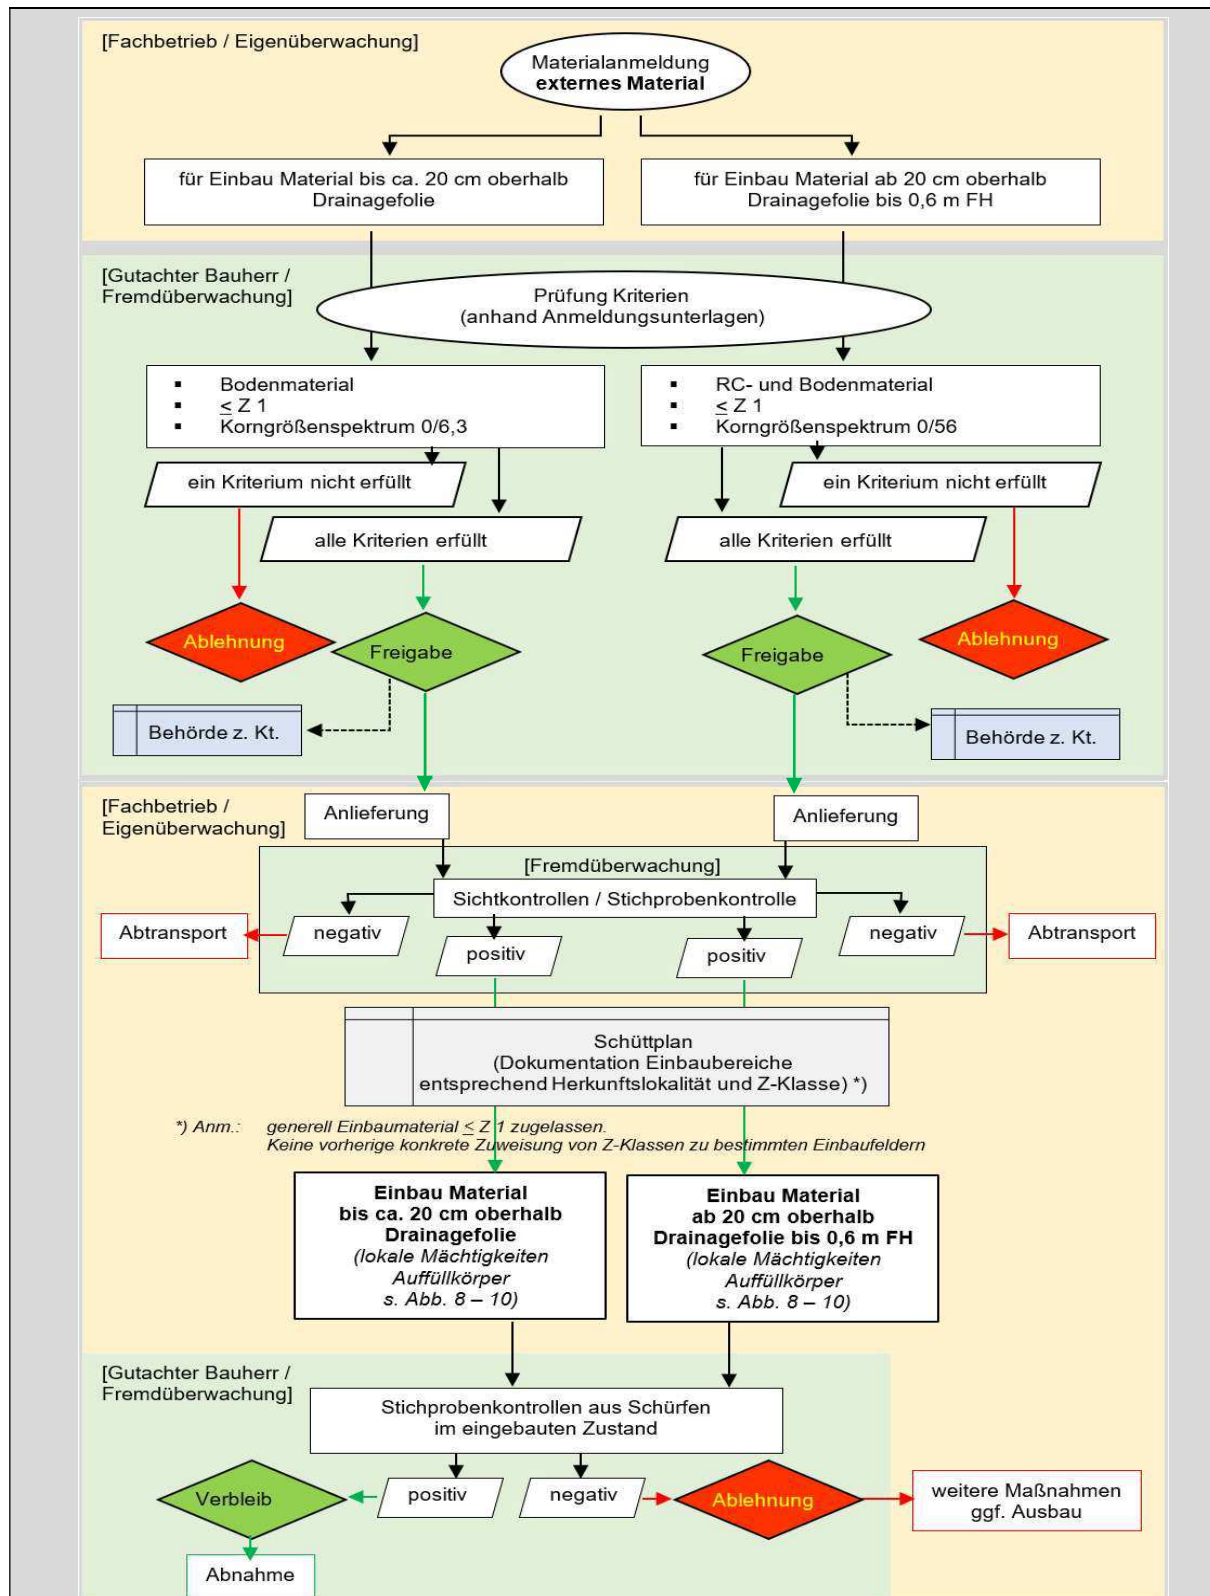 [Fachbetrieb / Eigenüberwachung]
Materialanmeldung
externes Material
für Einbau Material bis ca. 20 cm oberhalb
Drainagefolie
für Einbau Material ab 20 cm oberhalb
Drainagefolie bis 0,6 m FH
[Gutachter Bauherr /
Fremdüberwachung]
Prüfung Kriterien
(anhand Anmeldungsunterlagen)
▪ Bodenmaterial
▪ ≤ Z 1
▪ Korngrößenspektrum 0/6,3
▪ RC- und Bodenmaterial
▪ ≤ Z 1
▪ Korngrößenspektrum 0/56
ein Kriterium nicht erfüllt
ein Kriterium nicht erfüllt
alle Kriterien erfüllt
alle Kriterien erfüllt
Ablehnung
Freigabe
Freigabe
Ablehnung
Behörde z. Kt.
Behörde z. Kt.
[Fachbetrieb /
Eigenüberwachung]
Anlieferung
Anlieferung
[Fremdüberwachung]
Sichtkontrollen / Stichprobenkontrolle
Abtransport
negativ
positiv
positiv
negativ
Abtransport
Schüttplan
(Dokumentation Einbaubereiche
entsprechend Herkunftslokalität und Z-Klasse) *)
*) Anm.: generell Einbaumaterial ≤ Z 1 zugelassen.
Keine vorherige konkrete Zuweisung von Z-Klassen zu bestimmten Einbaufeldern
Einbau Material
bis ca. 20 cm oberhalb
Drainagefolie
(lokale Mächtigkeiten
Auffüllkörper
s. Abb. 8 – 10)
Einbau Material
ab 20 cm oberhalb
Drainagefolie bis 0,6 m FH
(lokale Mächtigkeiten
Auffüllkörper
s. Abb. 8 – 10)
[Gutachter Bauherr /
Fremdüberwachung]
Stichprobenkontrollen aus Schürfen
im eingebauten Zustand
Verbleib
positiv
negativ
Ablehnung
weitere Maßnahmen
ggf. Ausbau
Abnahme